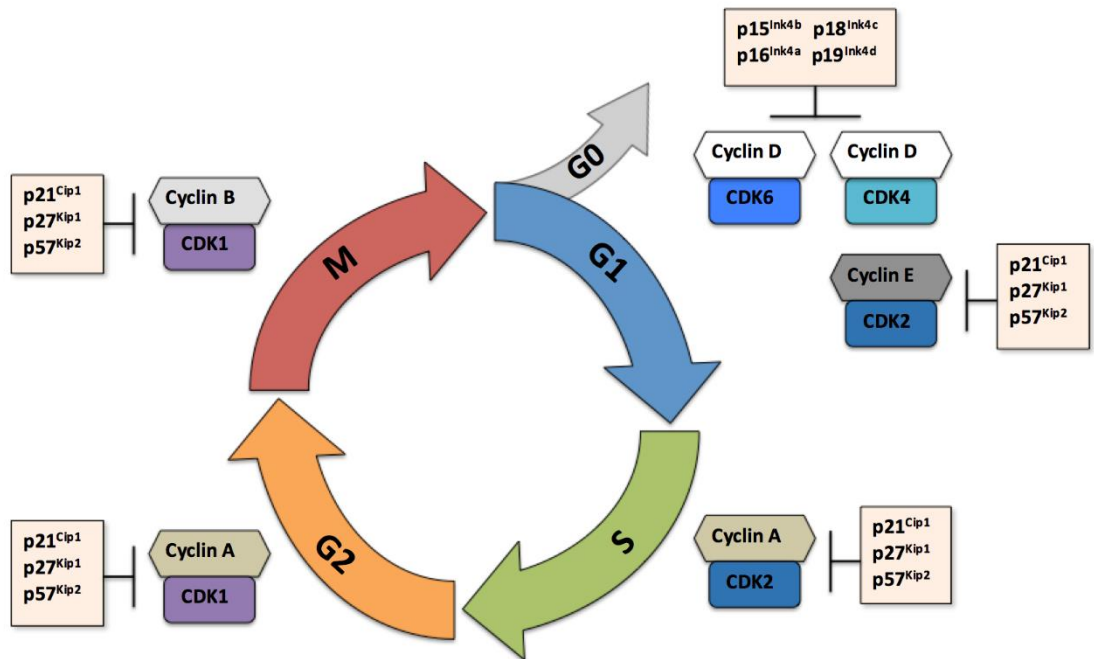 p15Ink4b p18Ink4c
p16Ink4a p19Ink4d
Cyclin D
CDK6
Cyclin D
CDK4
G0
G1
M
Cyclin B
CDK1
p21Cip1
p27Kip1
p57Kip2
Cyclin E
CDK2
p21Cip1
p27Kip1
p57Kip2
S
G2
Cyclin A
CDK2
p21Cip1
p27Kip1
p57Kip2
p21Cip1
p27Kip1
p57Kip2
Cyclin A
CDK1